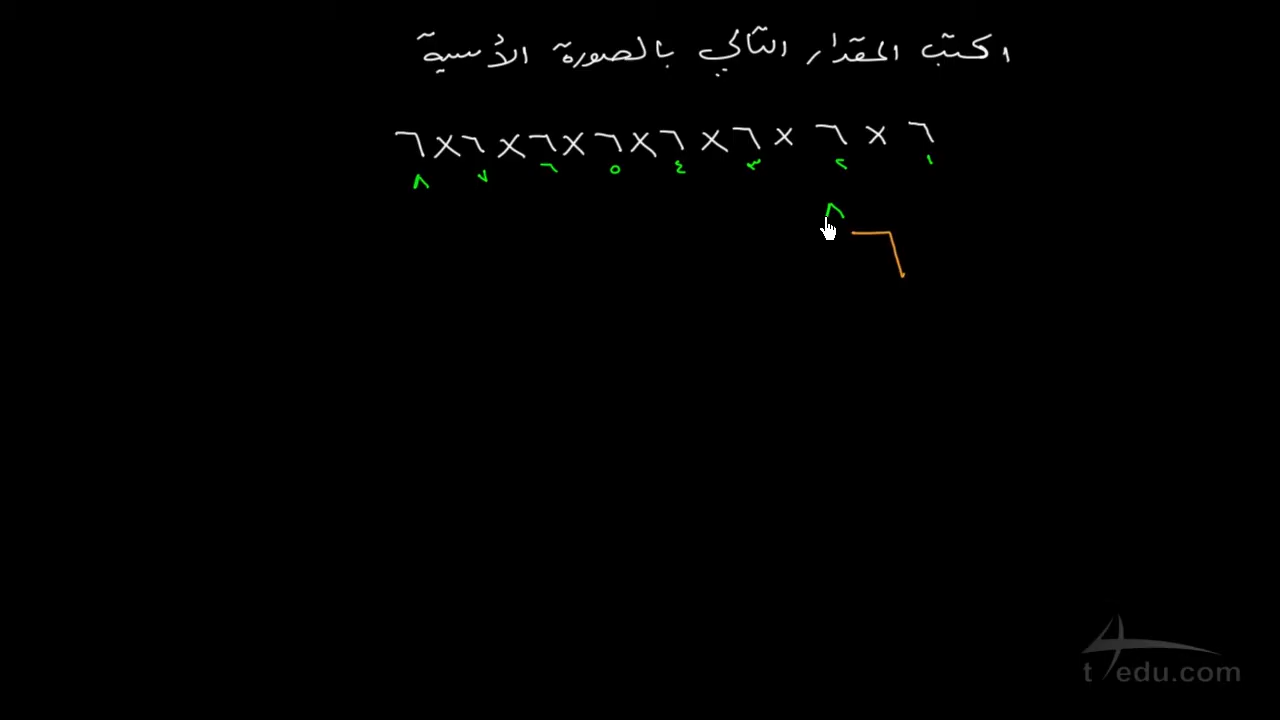 اكتب المقدار التالي بالصورة الأسية
٦ × ٦ × ٦ × ٦ × ٦ × ٦ × ٦ × ٦
١ ٢ ٣ ٤ ٥ ٦ ٧ ٨
٦^٨
t4edu.com